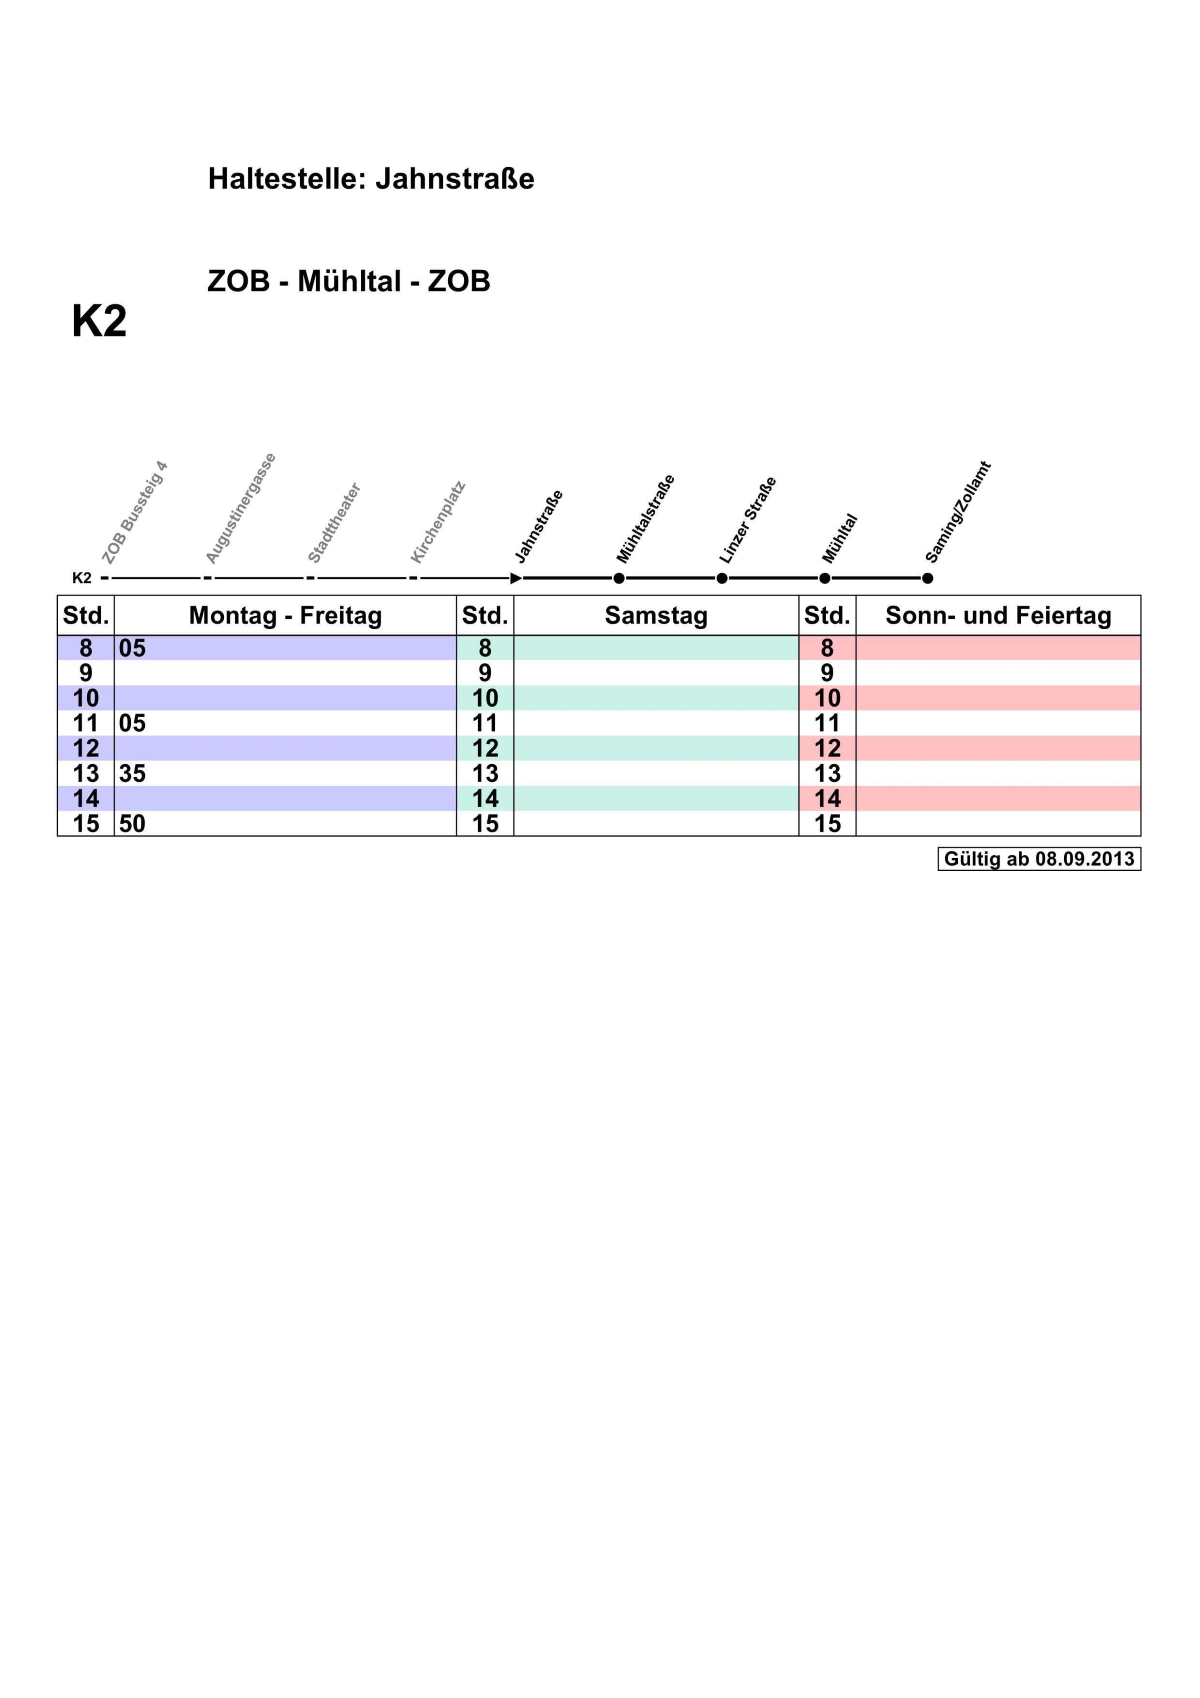 Haltestelle: Jahnstraße
ZOB - Mühltal - ZOB
K2
ZOB Bussteig 4
Augustinergasse
Stadttheater
Kirchenplatz
Jahnstraße
Mühltalstraße
Linzer Straße
Mühltal
Saming/Zollamt
K2
Std. Montag - Freitag Std. Samstag Std. Sonn- und Feiertag
8 05 8 8
9 9 9
10 10 10
11 05 11 11
12 12 12
13 35 13 13
14 14 14
15 50 15 15
Gültig ab 08.09.2013